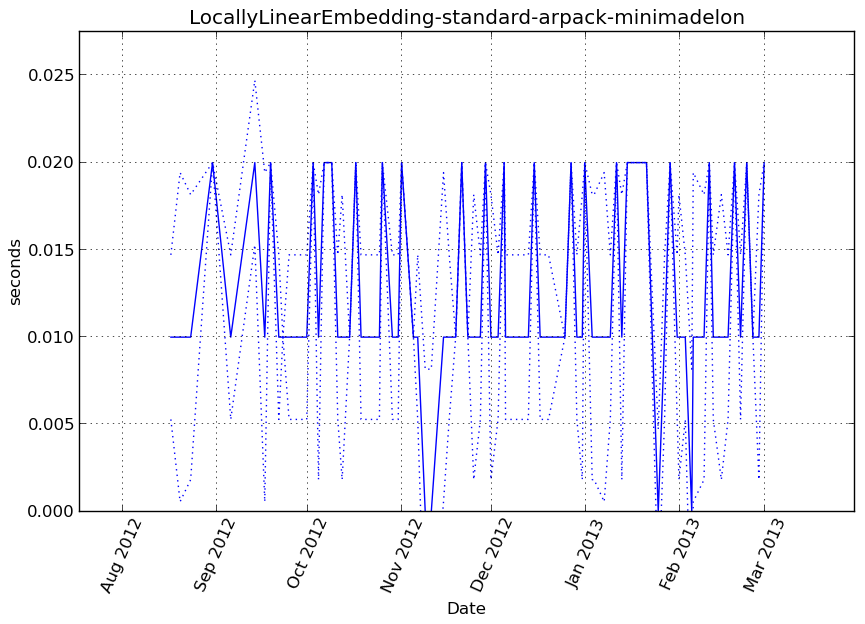 LocallyLinearEmbedding-standard-arpack-minimadelon
0.025
0.020
0.015
0.010
0.005
0.000
seconds
Aug 2012
Sep 2012
Oct 2012
Nov 2012
Dec 2012
Jan 2013
Feb 2013
Mar 2013
Date